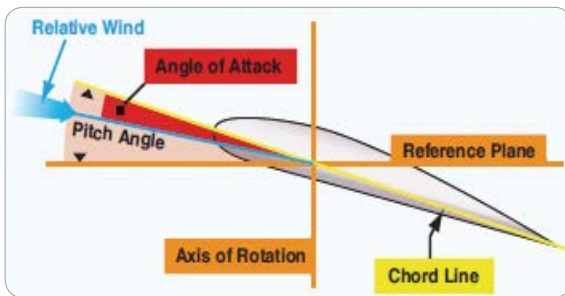 Relative Wind
Angle of Attack
Pitch Angle
Reference Plane
Axis of Rotation
Chord Line